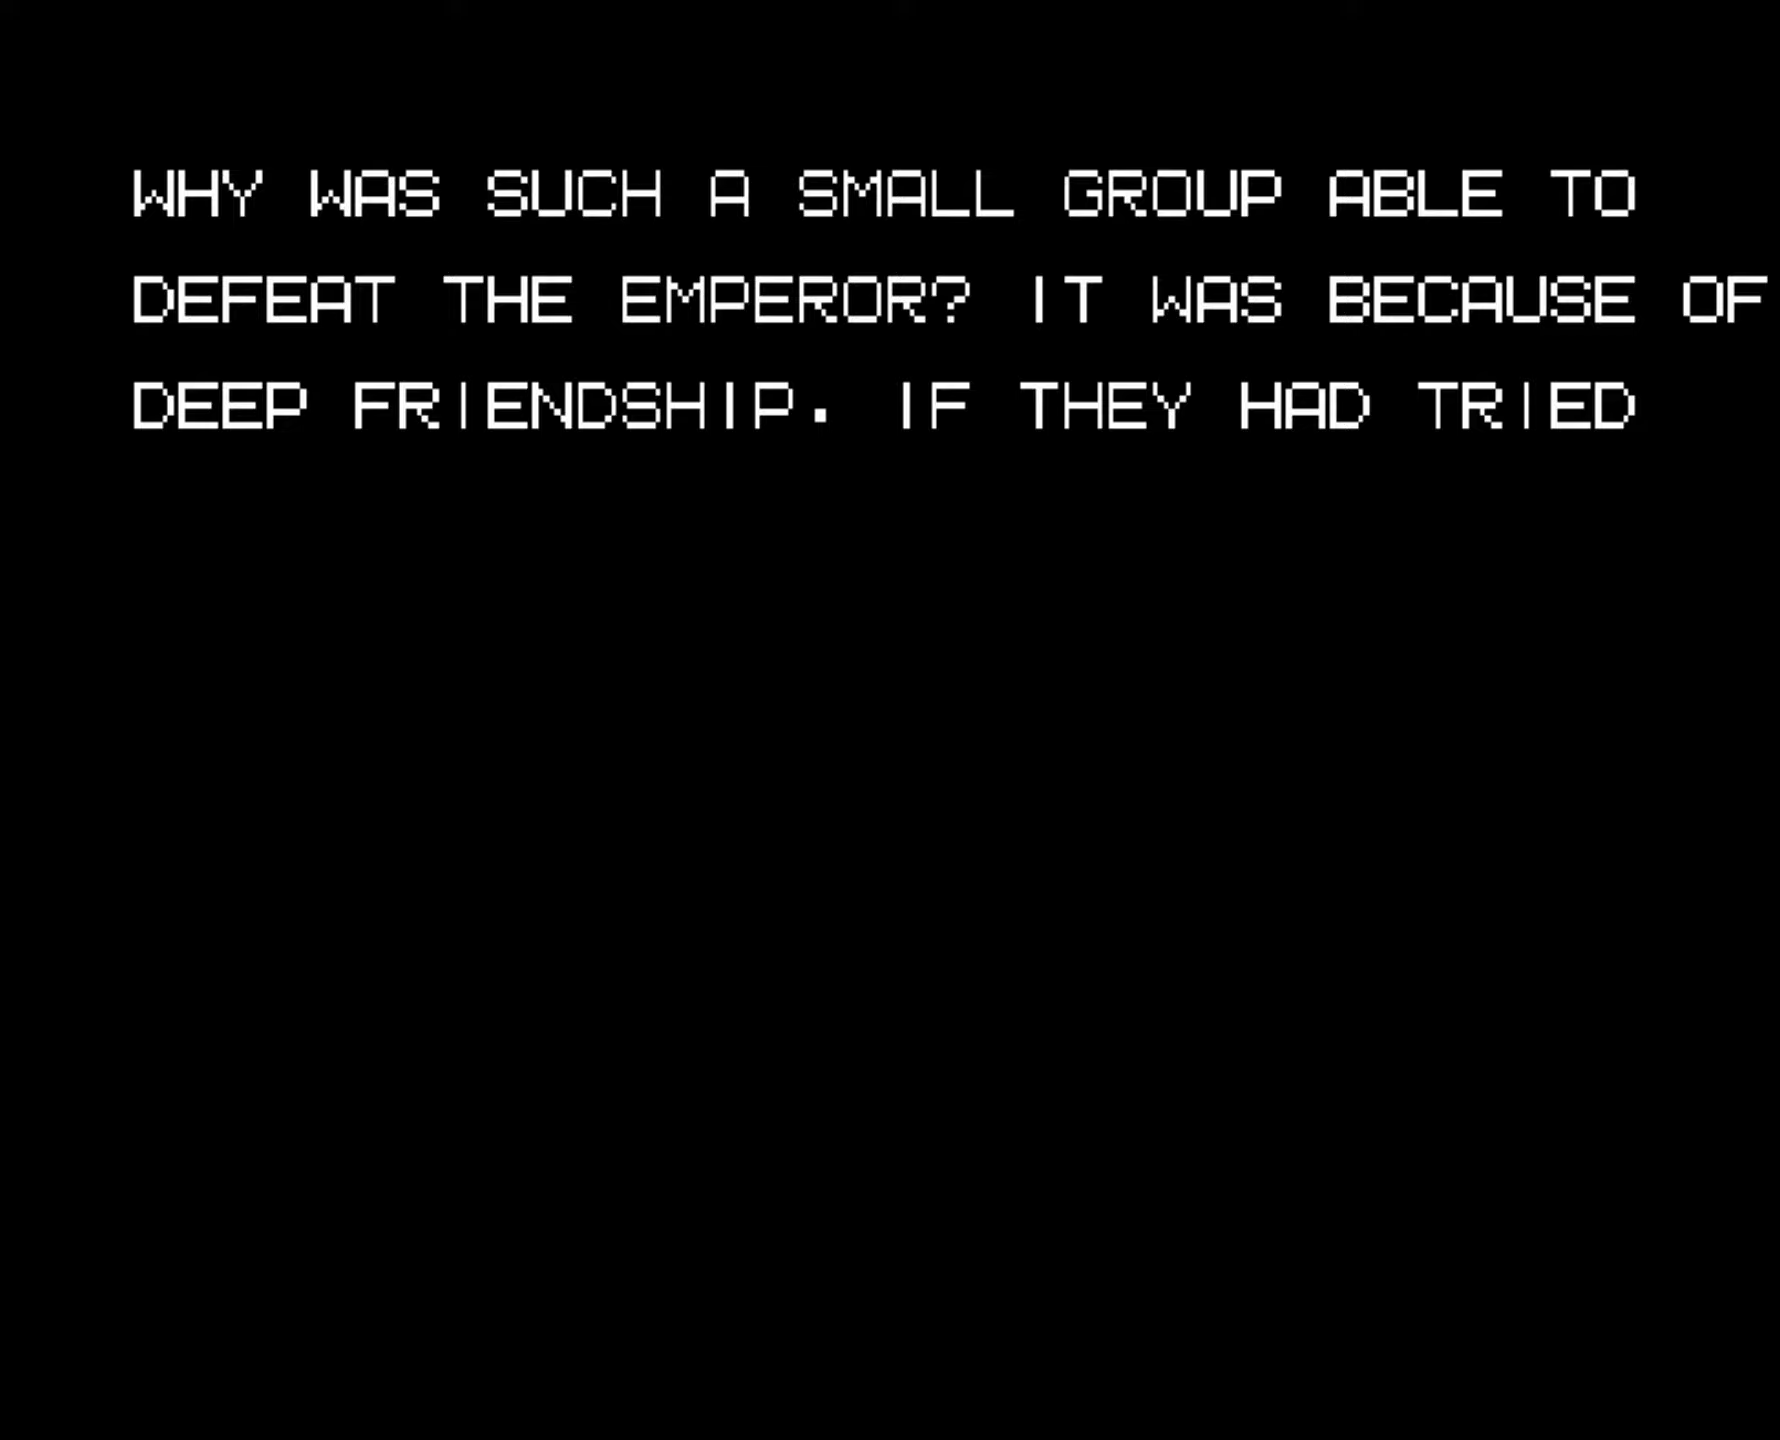 WHY WAS SUCH A SMALL GROUP ABLE TO
DEFEAT THE EMPEROR? IT WAS BECAUSE OF
DEEP FRIENDSHIP. IF THEY HAD TRIED